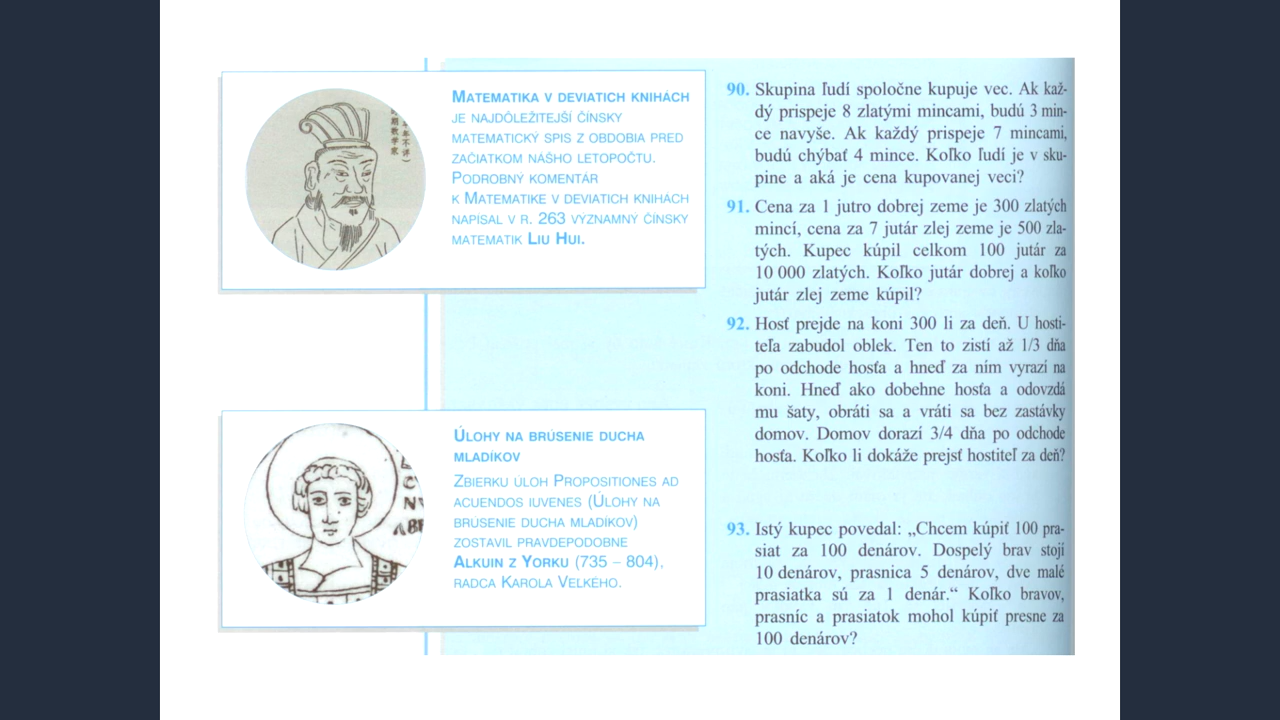 MATEMATIKA V DEVIATICH KNIHÁCH
JE NAJDÔLEŽITEJŠÍ ČÍNSKY
MATEMATICKÝ SPIS Z OBDOBIA PRED
ZAČIATKOM NÁŠHO LETOPOČTU.
PODROBNÝ KOMENTÁR
K MATEMATIKE V DEVIATICH KNIHÁCH
NAPÍSAL V R. 263 VÝZNAMNÝ ČÍNSKY
MATEMATIK LIU HUI.
ÚLOHY NA BRÚSENIE DUCHA
MLADÍKOV
ZBIERKU ÚLOH PROPOSITIONES AD
ACUENDOS IUVENES (ÚLOHY NA
BRÚSENIE DUCHA MLADÍKOV)
ZOSTAVIL PRAVDEPODOBNE
ALKUIN Z YORKU (735 – 804),
RADCA KAROLA VEĽKÉHO.
90. Skupina ľudí spoločne kupuje vec. Ak kaž-
dý prispeje 8 zlatými mincami, budú 3 min-
ce navyše. Ak každý prispeje 7 mincami,
budú chýbať 4 mince. Koľko ľudí je v sku-
pine a aká je cena kupovanej veci?
91. Cena za 1 jutro dobrej zeme je 300 zlatých
mincí, cena za 7 jutár zlej zeme je 500 zla-
tých. Kupec kúpil celkom 100 jutár za
10 000 zlatých. Koľko jutár dobrej a koľko
jutár zlej zeme kúpil?
92. Hosť prejde na koni 300 li za deň. U hosti-
teľa zabudol oblek. Ten to zistí až 1/3 dňa
po odchode hosťa a hneď za ním vyrazí na
koni. Hneď ako dobehne hosťa a odovzdá
mu šaty, obráti sa a vráti sa bez zastávky
domov. Domov dorazí 3/4 dňa po odchode
hosťa. Koľko li dokáže prejsť hostiteľ za deň?
93. Istý kupec povedal: „Chcem kúpiť 100 pra-
siat za 100 denárov. Dospelý brav stojí
10 denárov, prasnica 5 denárov, dve malé
prasiatka sú za 1 denár.“ Koľko bravov,
prasníc a prasiatok mohol kúpiť presne za
100 denárov?